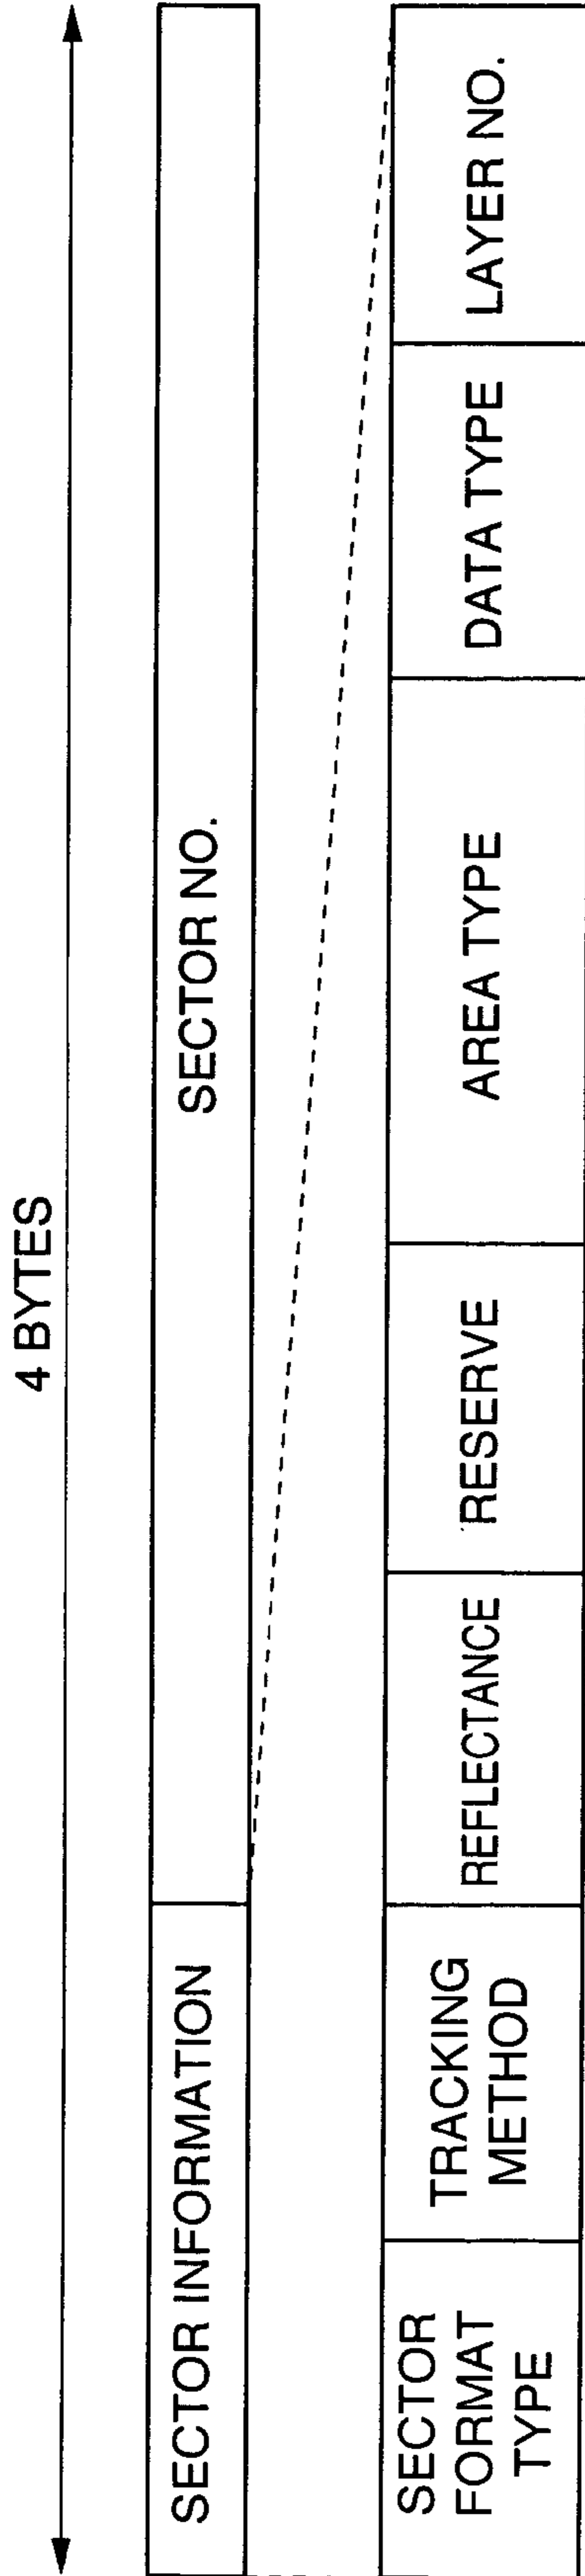 4 BYTES
SECTOR INFORMATION
SECTOR NO.
SECTOR
FORMAT
TYPE
TRACKING
METHOD
REFLECTANCE
RESERVE
AREA TYPE
DATA TYPE
LAYER NO.